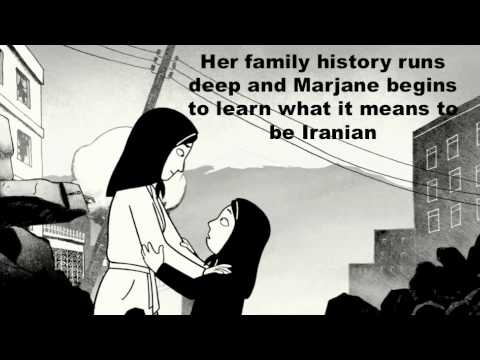 Her family history runs
deep and Marjane begins
to learn what it means to
be Iranian